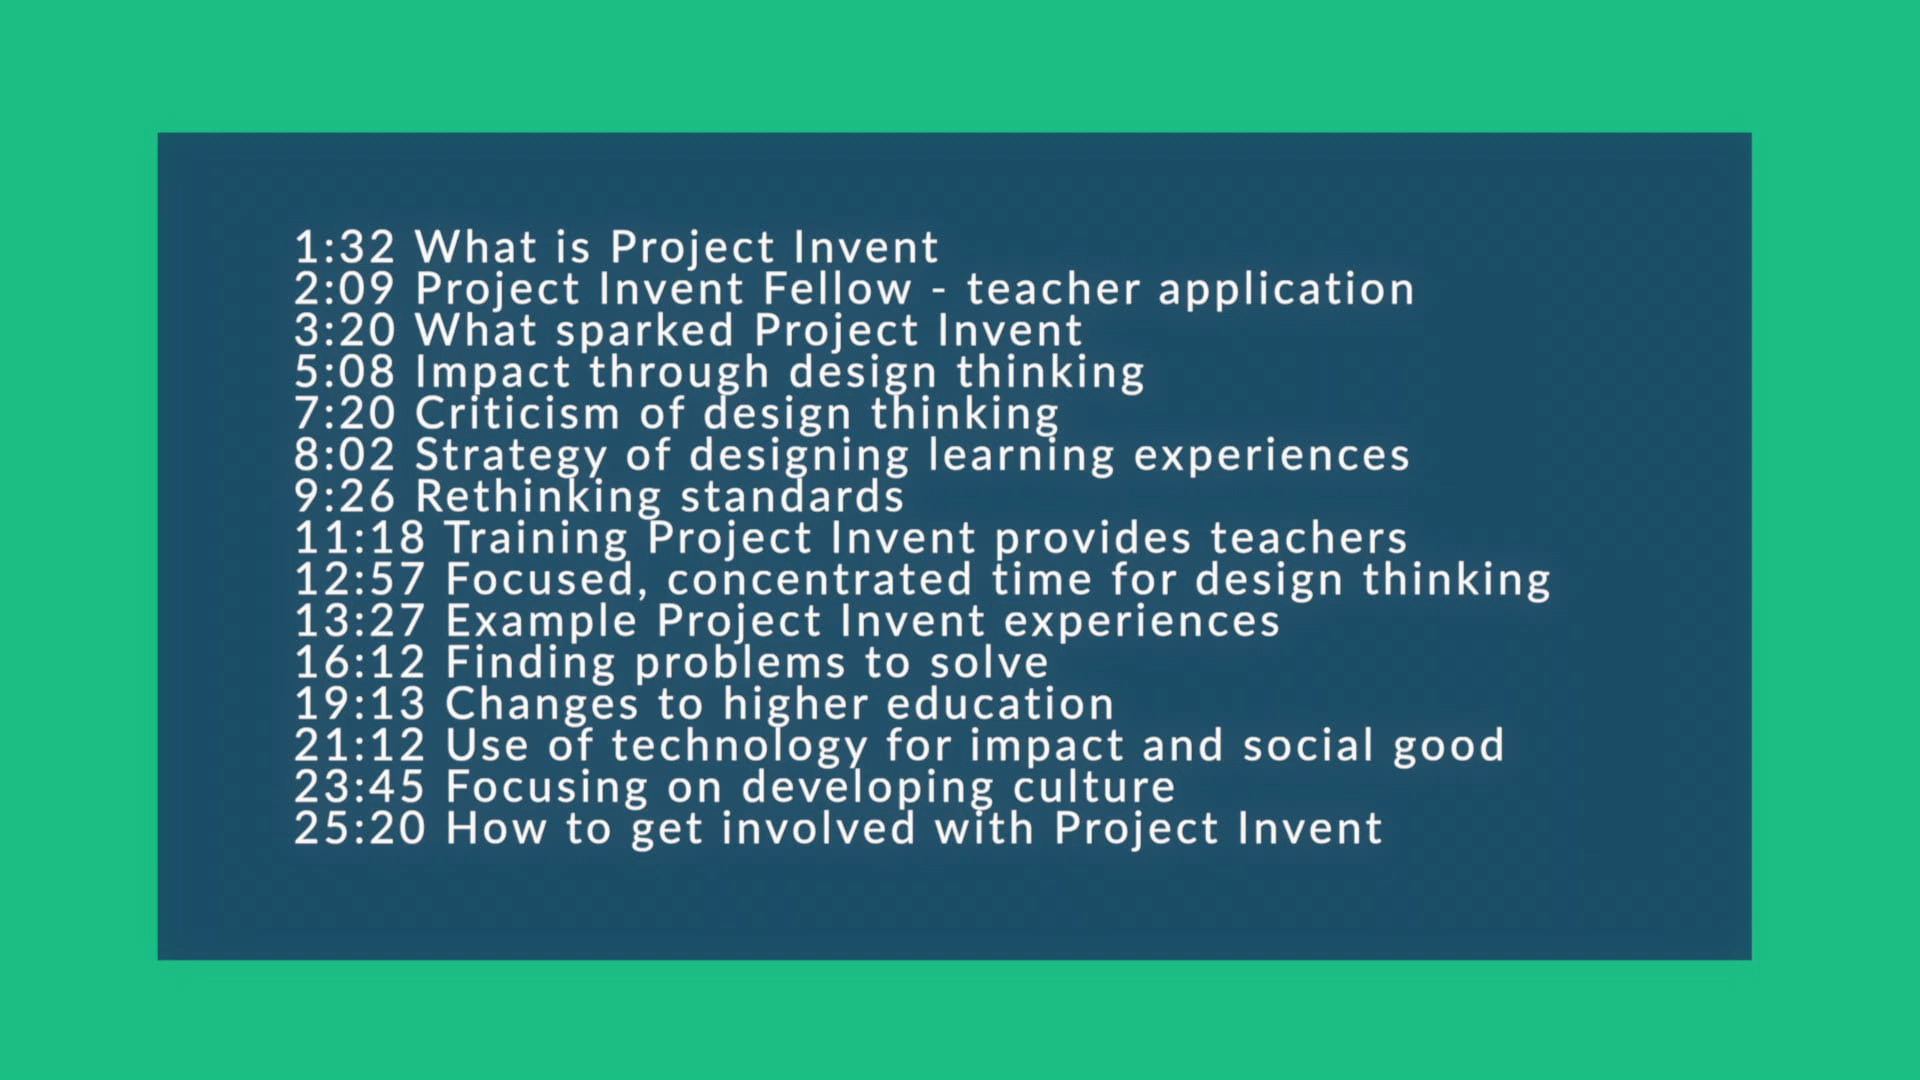 1:32 What is Project Invent
2:09 Project Invent Fellow - teacher application
3:20 What sparked Project Invent
5:08 Impact through design thinking
7:20 Criticism of design thinking
8:02 Strategy of designing learning experiences
9:26 Rethinking standards
11:18 Training Project Invent provides teachers
12:57 Focused, concentrated time for design thinking
13:27 Example Project Invent experiences
16:12 Finding problems to solve
19:13 Changes to higher education
21:12 Use of technology for impact and social good
23:45 Focusing on developing culture
25:20 How to get involved with Project Invent